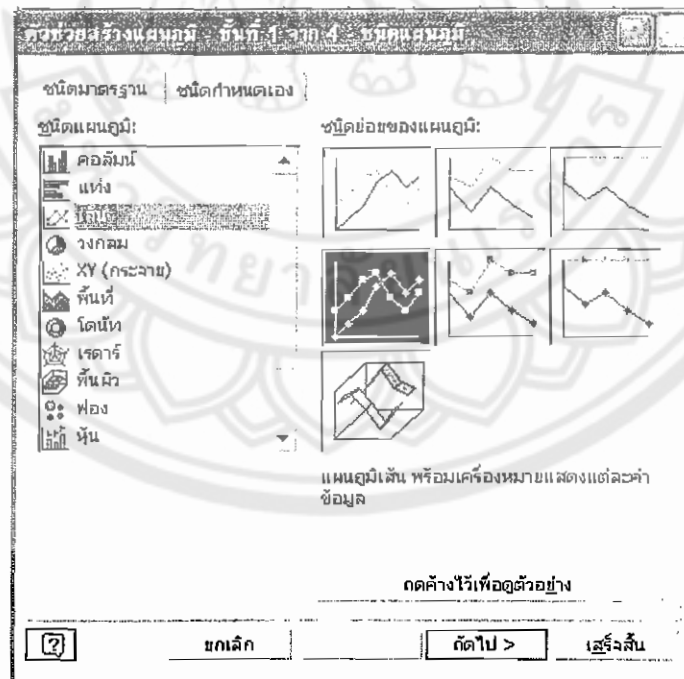 ตัวช่วยสร้างแผนภูมิ - ขั้นที่ 1 จาก 4 - ชนิดแผนภูมิ
ชนิดมาตรฐาน ชนิดกำหนดเอง
ชนิดแผนภูมิ:
คอลัมน์
แท่ง
วงกลม
XY (กระจาย)
พื้นที่
โดนัท
เรดาร์
พื้นผิว
ฟอง
หุ้น
ชนิดย่อยของแผนภูมิ:
แผนภูมิเส้น พร้อมเครื่องหมายแสดงแต่ละค่า
ข้อมูล
กดค้างไว้เพื่อดูตัวอย่าง
ยกเลิก ถัดไป > เสร็จสิ้น